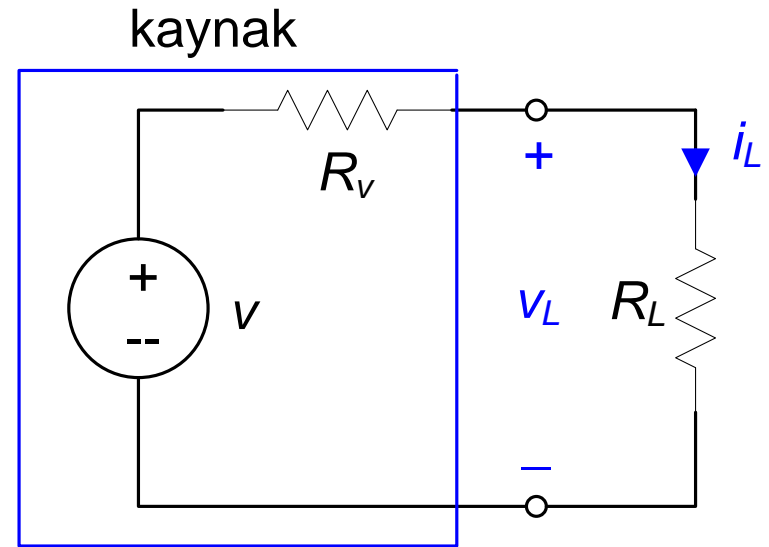 kaynak
Rv
+
iL
+
--
v
vL
RL
–